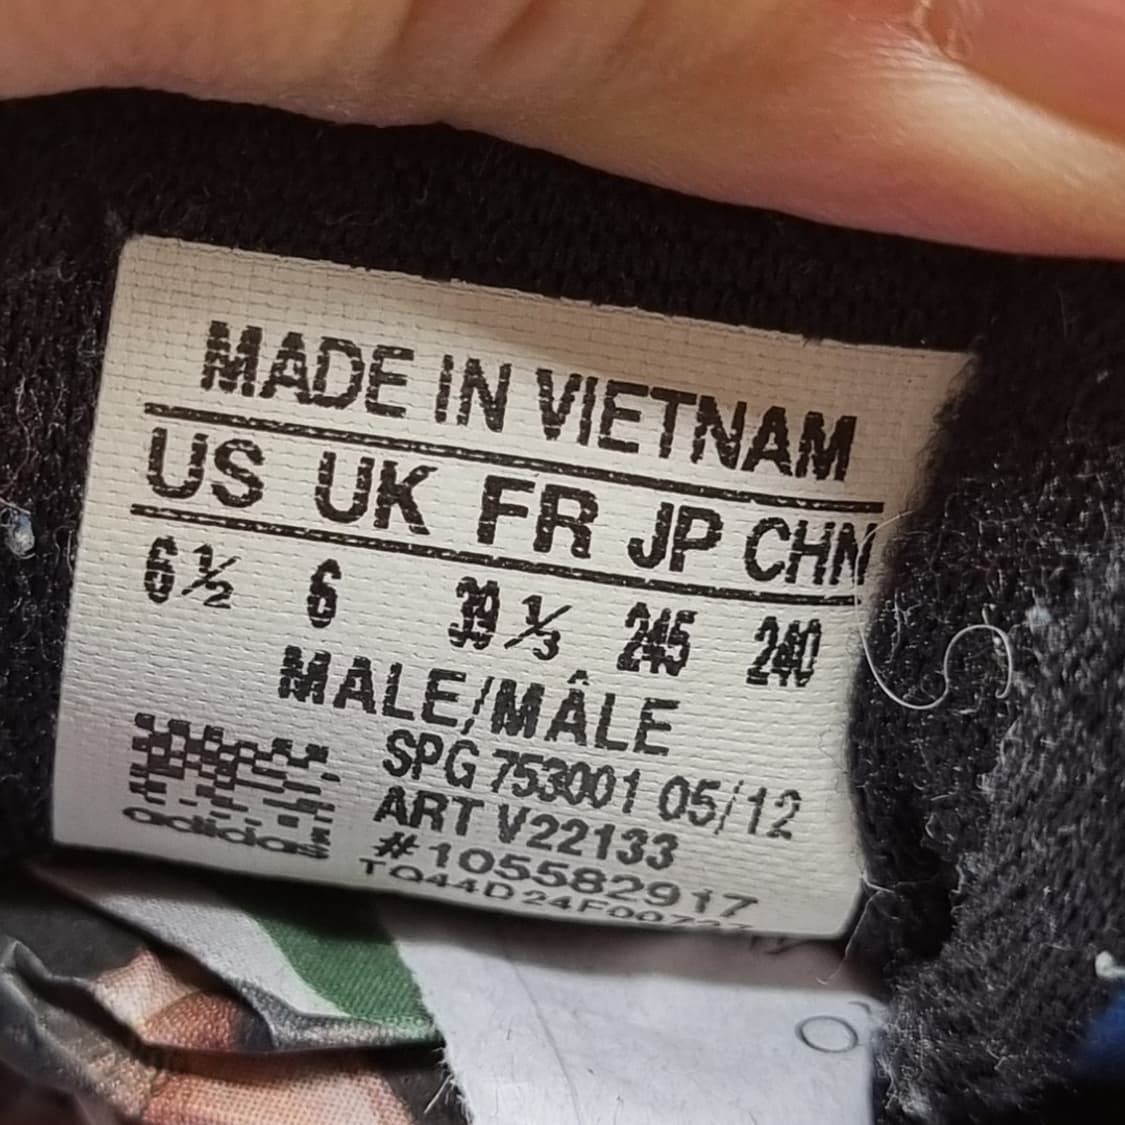 MADE IN VIETNAM
US UK FR JP CHN
6½ 6 39⅓ 245 240
MALE/MÂLE
SPG 753001 05/12
ART V22133
adidas #1055582917